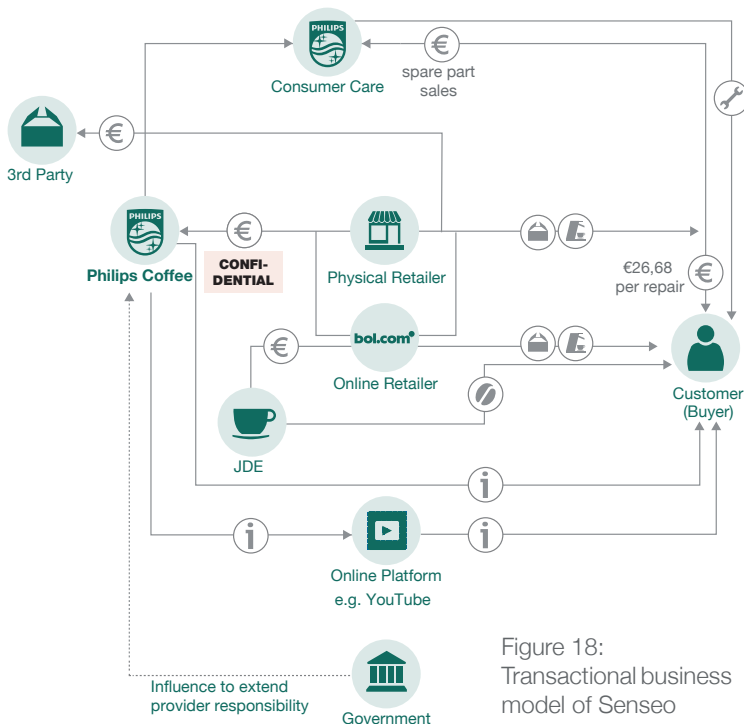 PHILIPS
Consumer Care
€
spare part
sales
€
3rd Party
PHILIPS
Philips Coffee
€
CONFI-
DENTIAL
Physical Retailer
€26,68
per repair
€
bol.com
Online Retailer
€
Customer
(Buyer)
JDE
i
i
i
Online Platform
e.g. YouTube
Influence to extend
provider responsibility
Government
Figure 18:
Transactional business
model of Senseo